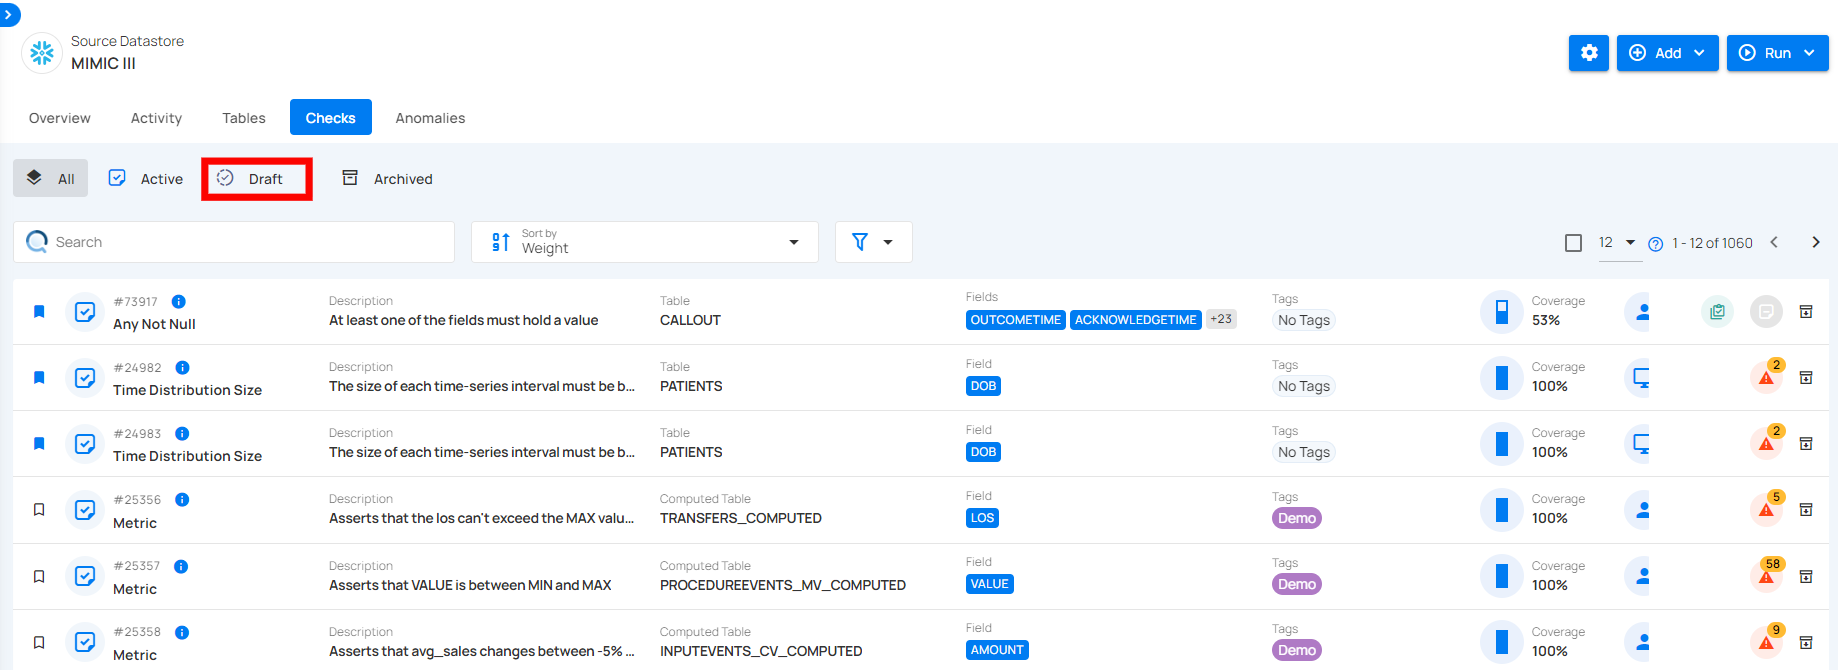 Source Datastore
MIMIC III
Add
Run
Overview
Activity
Tables
Checks
Anomalies
All
Active
Draft
Archived
Search
Sort by
Weight
12
1 - 12 of 1060
#73917
Any Not Null
Description
At least one of the fields must hold a value
Table
CALLOUT
Fields
OUTCOMETIME ACKNOWLEDGETIME +23
Tags
No Tags
Coverage
53%
#24982
Time Distribution Size
Description
The size of each time-series interval must be b...
Table
PATIENTS
Field
DOB
Tags
No Tags
Coverage
100%
2
#24983
Time Distribution Size
Description
The size of each time-series interval must be b...
Table
PATIENTS
Field
DOB
Tags
No Tags
Coverage
100%
2
#25356
Metric
Description
Asserts that the los can't exceed the MAX valu...
Computed Table
TRANSFERS_COMPUTED
Field
LOS
Tags
Demo
Coverage
100%
5
#25357
Metric
Description
Asserts that VALUE is between MIN and MAX
Computed Table
PROCEDUREEVENTS_MV_COMPUTED
Field
VALUE
Tags
Demo
Coverage
100%
58
#25358
Metric
Description
Asserts that avg_sales changes between -5% ...
Computed Table
INPUTEVENTS_CV_COMPUTED
Field
AMOUNT
Tags
Demo
Coverage
100%
9